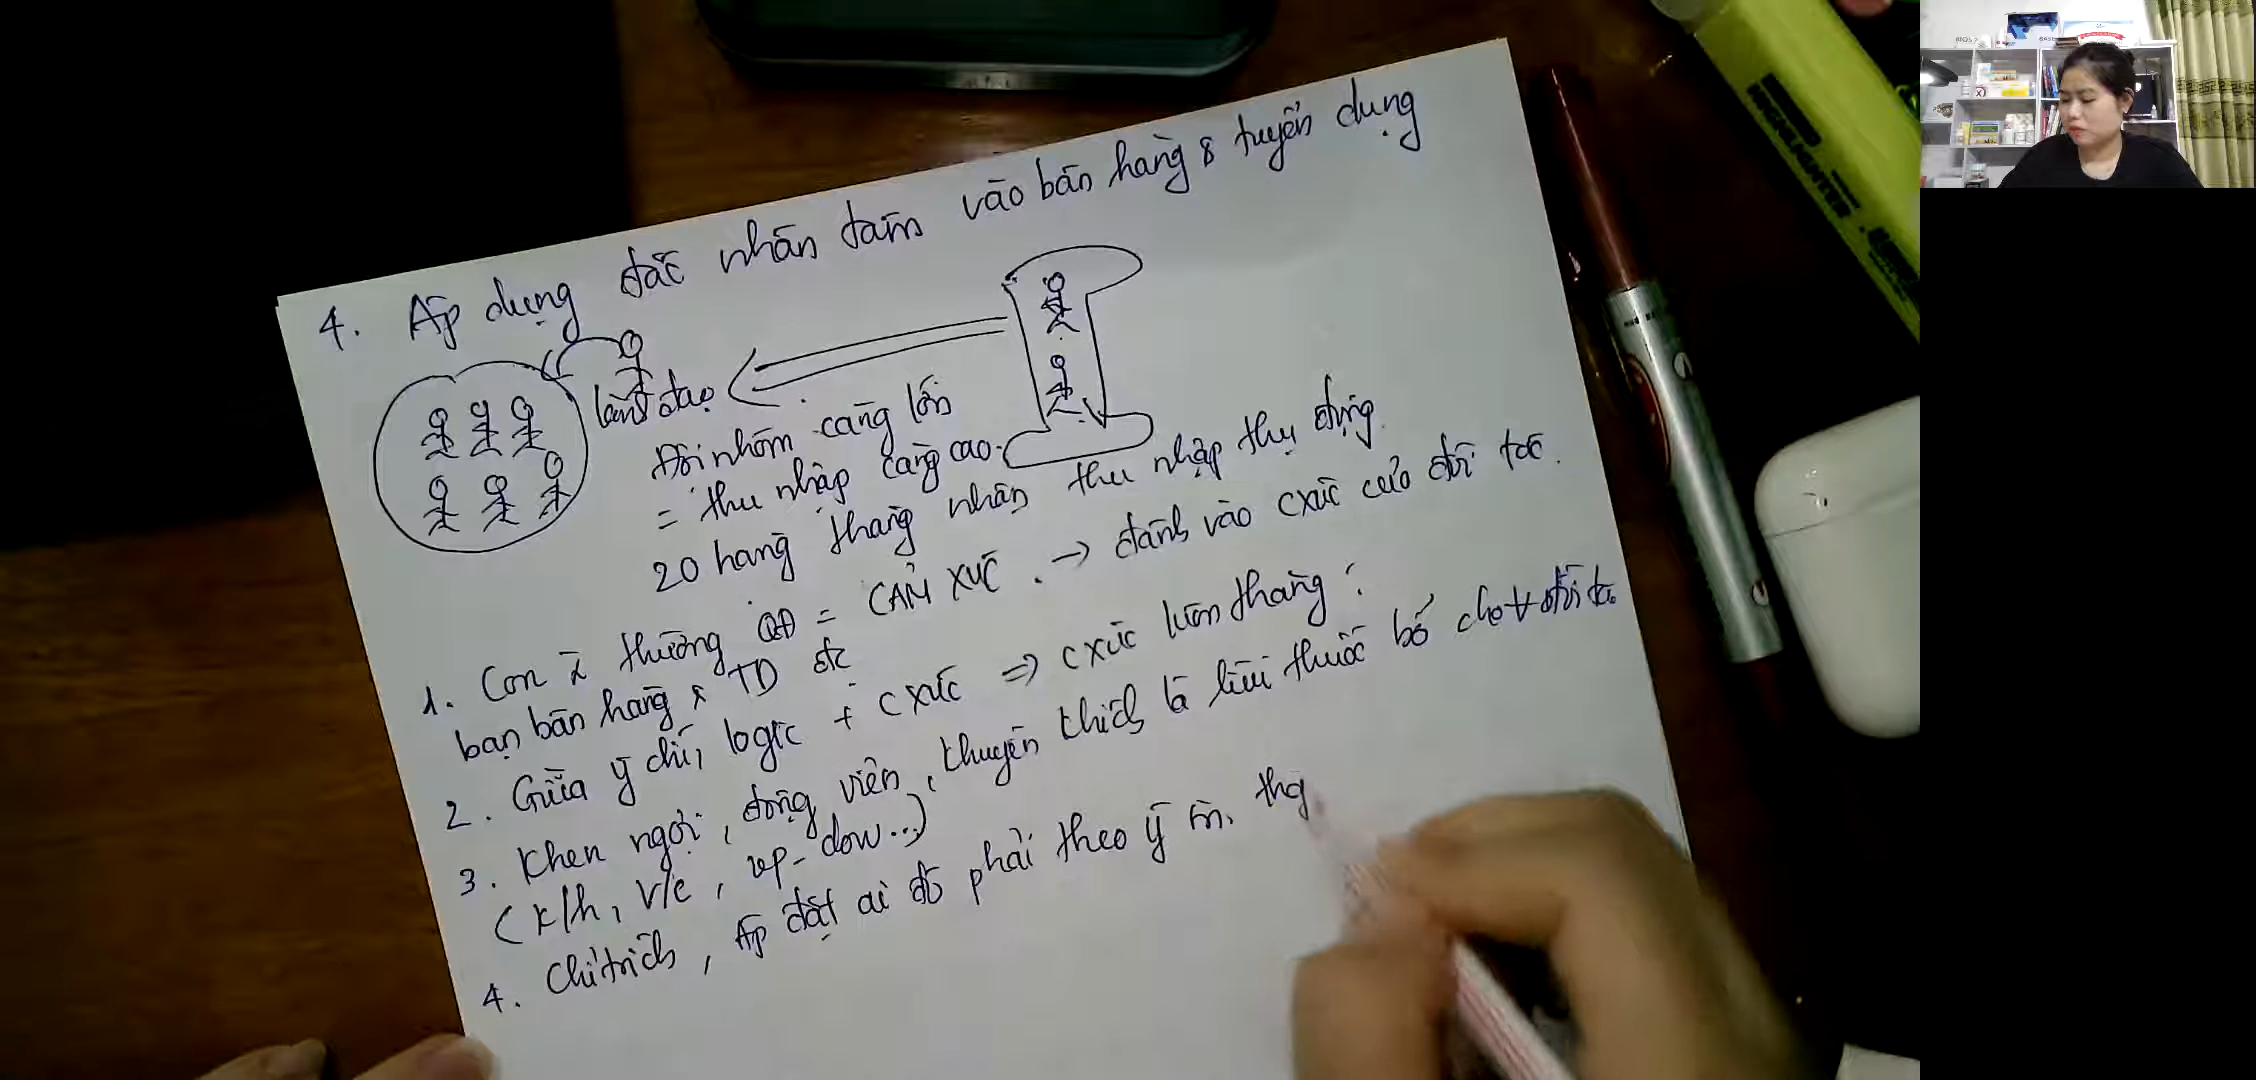 4. Áp dụng đắc nhân tâm vào bán hàng & tuyển dụng
lãnh đạo
Đội nhóm càng lớn
= thu nhập càng cao.
20 hàng tháng nhận thu nhập thụ động.
1. Con thường QĐ = CẢM XÚC. → đánh vào cxúc của đối tác.
bạn bán hàng & TD đc
2. Giữa ý chí, logic + cxúc => cxúc luôn thắng.
3. Khen ngợi, động viên, khuyến khích là liều thuốc bổ cho ∀ đối tác
(k/h, v/c, up-dow...)
4. Chỉ trích, áp đặt ai đó phải theo ý m.